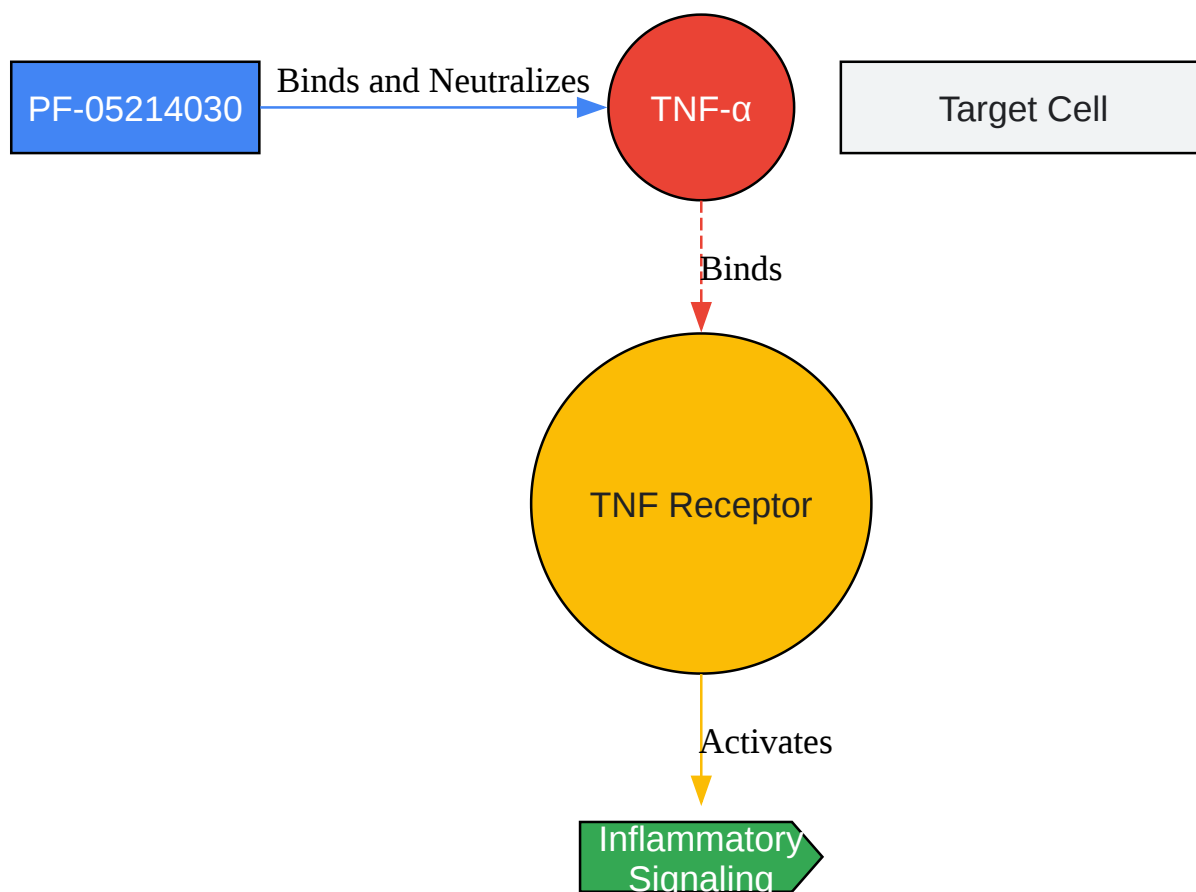 PF-05214030
Binds and Neutralizes
TNF-α
Target Cell
Binds
TNF Receptor
Activates
Inflammatory
Signaling